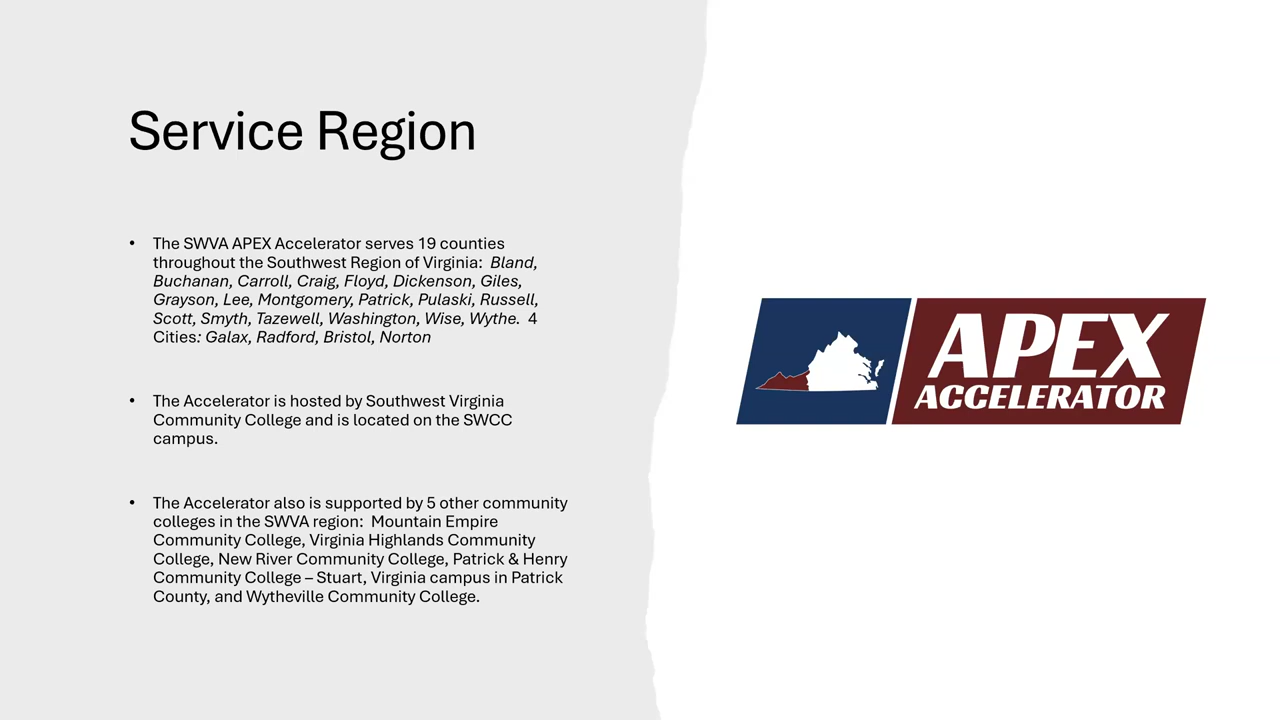 Service Region
• The SWVA APEX Accelerator serves 19 counties
throughout the Southwest Region of Virginia:  Bland,
Buchanan, Carroll, Craig, Floyd, Dickenson, Giles,
Grayson, Lee, Montgomery, Patrick, Pulaski, Russell,
Scott, Smyth, Tazewell, Washington, Wise, Wythe.  4
Cities: Galax, Radford, Bristol, Norton
• The Accelerator is hosted by Southwest Virginia
Community College and is located on the SWCC
campus.
• The Accelerator also is supported by 5 other community
colleges in the SWVA region:  Mountain Empire
Community College, Virginia Highlands Community
College, New River Community College, Patrick & Henry
Community College – Stuart, Virginia campus in Patrick
County, and Wytheville Community College.
APEX
ACCELERATOR